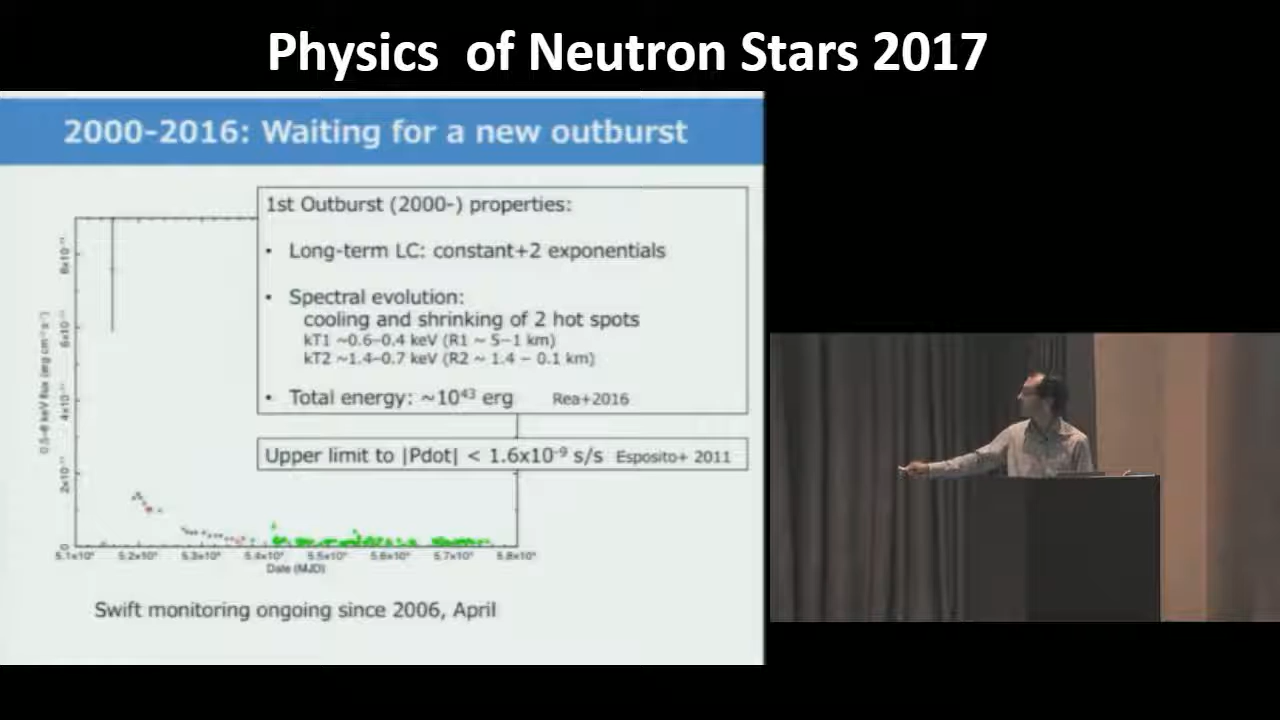 Physics of Neutron Stars 2017
2000-2016: Waiting for a new outburst
1st Outburst (2000-) properties:
• Long-term LC: constant+2 exponentials
• Spectral evolution:
cooling and shrinking of 2 hot spots
kT1 ~0.6-0.4 keV (R1 ~ 5-1 km)
kT2 ~1.4-0.7 keV (R2 ~ 1.4 - 0.1 km)
• Total energy: ~10⁴³ erg Rea+2016
Upper limit to |Pdot| < 1.6x10⁻⁹ s/s Esposito+ 2011
5.1x10⁴ 5.2x10⁴ 5.3x10⁴ 5.4x10⁴ 5.5x10⁴ 5.6x10⁴ 5.7x10⁴ 5.8x10⁴
Date (MJD)
Swift monitoring ongoing since 2006, April